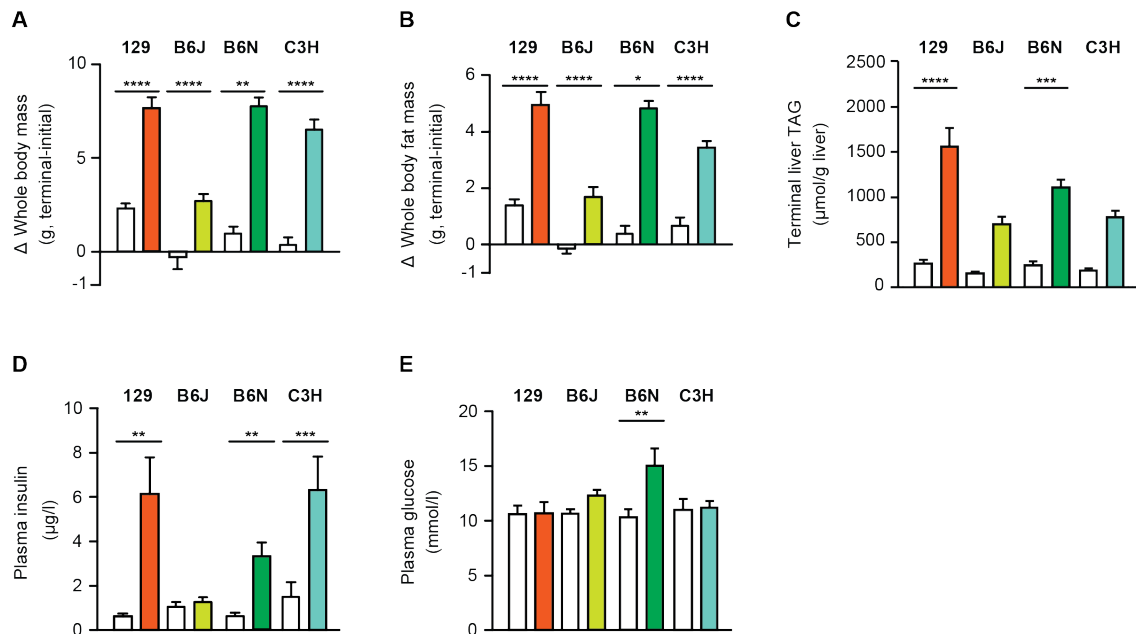 A
129 B6J B6N C3H
**** **** ** ****
Δ Whole body mass
(g, terminal-initial)
10
5
0
-1
B
129 B6J B6N C3H
**** **** * ****
Δ Whole body fat mass
(g, terminal-initial)
6
4
2
0
-1
C
129 B6J B6N C3H
**** ***
Terminal liver TAG
(µmol/g liver)
2500
2000
1500
1000
500
0
D
129 B6J B6N C3H
** ** ***
Plasma insulin
(µg/l)
10
8
6
4
2
0
E
129 B6J B6N C3H
**
Plasma glucose
(mmol/l)
20
15
10
5
0